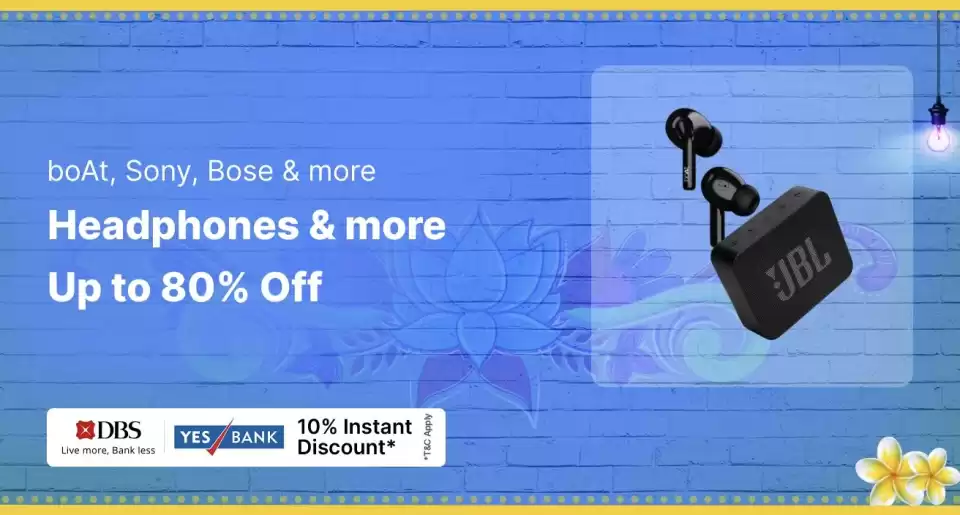 boAt, Sony, Bose & more
Headphones & more
Up to 80% Off
JBL
DBS
Live more, Bank less
YES BANK
10% Instant
Discount*
*T&C Apply